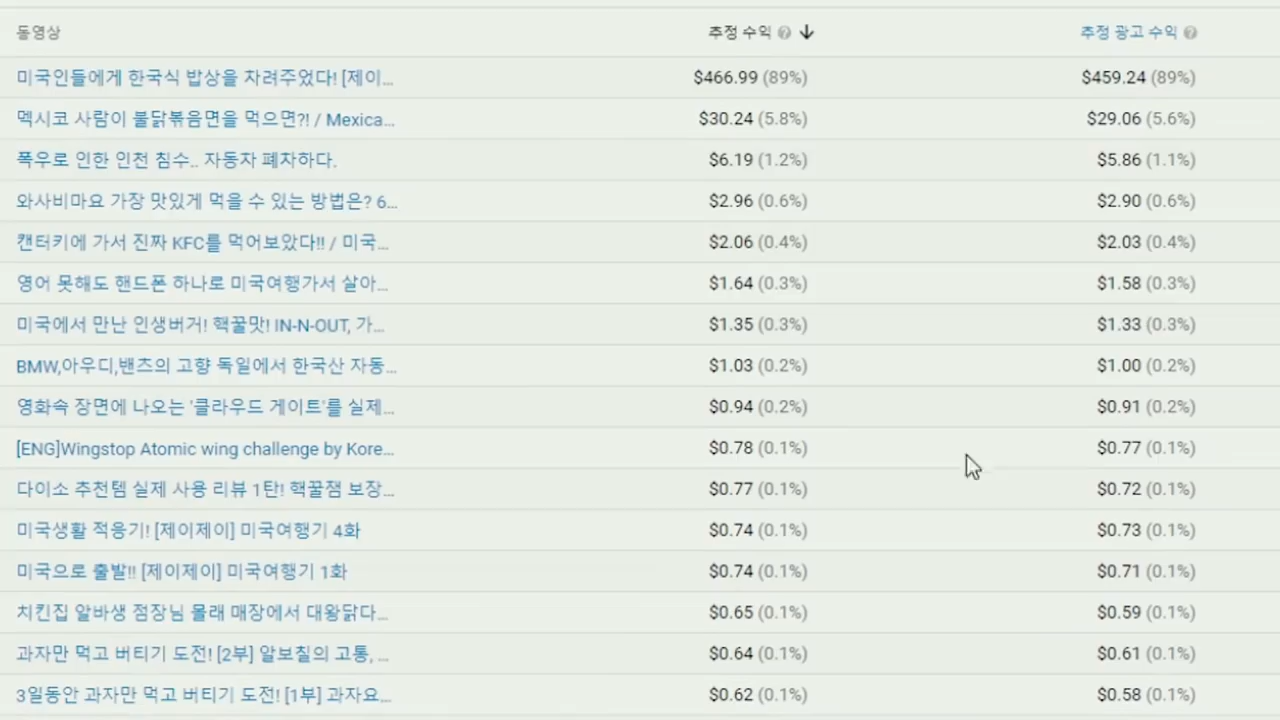 동영상 추정 수익 추정 광고 수익
미국인들에게 한국식 밥상을 차려주었다! [제이... $466.99 (89%) $459.24 (89%)
멕시코 사람이 불닭볶음면을 먹으면?! / Mexica... $30.24 (5.8%) $29.06 (5.6%)
폭우로 인한 인천 침수.. 자동차 폐차하다. $6.19 (1.2%) $5.86 (1.1%)
와사비마요 가장 맛있게 먹을 수 있는 방법은? 6... $2.96 (0.6%) $2.90 (0.6%)
캔터키에 가서 진짜 KFC를 먹어보았다!! / 미국... $2.06 (0.4%) $2.03 (0.4%)
영어 못해도 핸드폰 하나로 미국여행가서 살아... $1.64 (0.3%) $1.58 (0.3%)
미국에서 만난 인생버거! 핵꿀맛! IN-N-OUT, 가... $1.35 (0.3%) $1.33 (0.3%)
BMW,아우디,밴츠의 고향 독일에서 한국산 자동... $1.03 (0.2%) $1.00 (0.2%)
영화속 장면에 나오는 '클라우드 게이트'를 실제... $0.94 (0.2%) $0.91 (0.2%)
[ENG]Wingstop Atomic wing challenge by Kore... $0.78 (0.1%) $0.77 (0.1%)
다이소 추천템 실제 사용 리뷰 1탄! 핵꿀잼 보장... $0.77 (0.1%) $0.72 (0.1%)
미국생활 적응기! [제이제이] 미국여행기 4화 $0.74 (0.1%) $0.73 (0.1%)
미국으로 출발!! [제이제이] 미국여행기 1화 $0.74 (0.1%) $0.71 (0.1%)
치킨집 알바생 점장님 몰래 매장에서 대왕닭다... $0.65 (0.1%) $0.59 (0.1%)
과자만 먹고 버티기 도전! [2부] 알보칠의 고통, ... $0.64 (0.1%) $0.61 (0.1%)
3일동안 과자만 먹고 버티기 도전! [1부] 과자요... $0.62 (0.1%) $0.58 (0.1%)